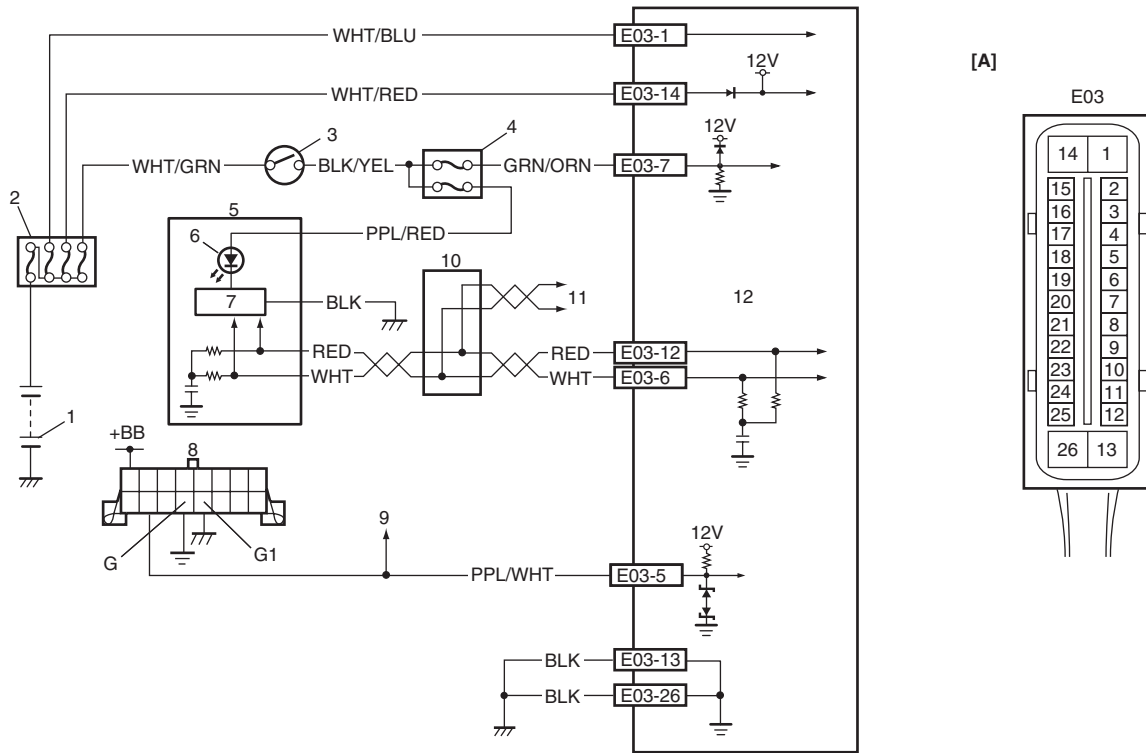 WHT/BLU E03-1
[A]
12V
WHT/RED E03-14
E03
3 4 12V
WHT/GRN BLK/YEL GRN/ORN E03-7
14 1
2 5
15 2
6 PPL/RED
16 3
17 4
10
18 5
7 BLK 11 12
19 6
20 7
21 8
RED RED E03-12
22 9
WHT WHT E03-6
23 10
24 11
1
25 12
+BB 8
26 13
9
G G1
12V
PPL/WHT E03-5
BLK E03-13
BLK E03-26